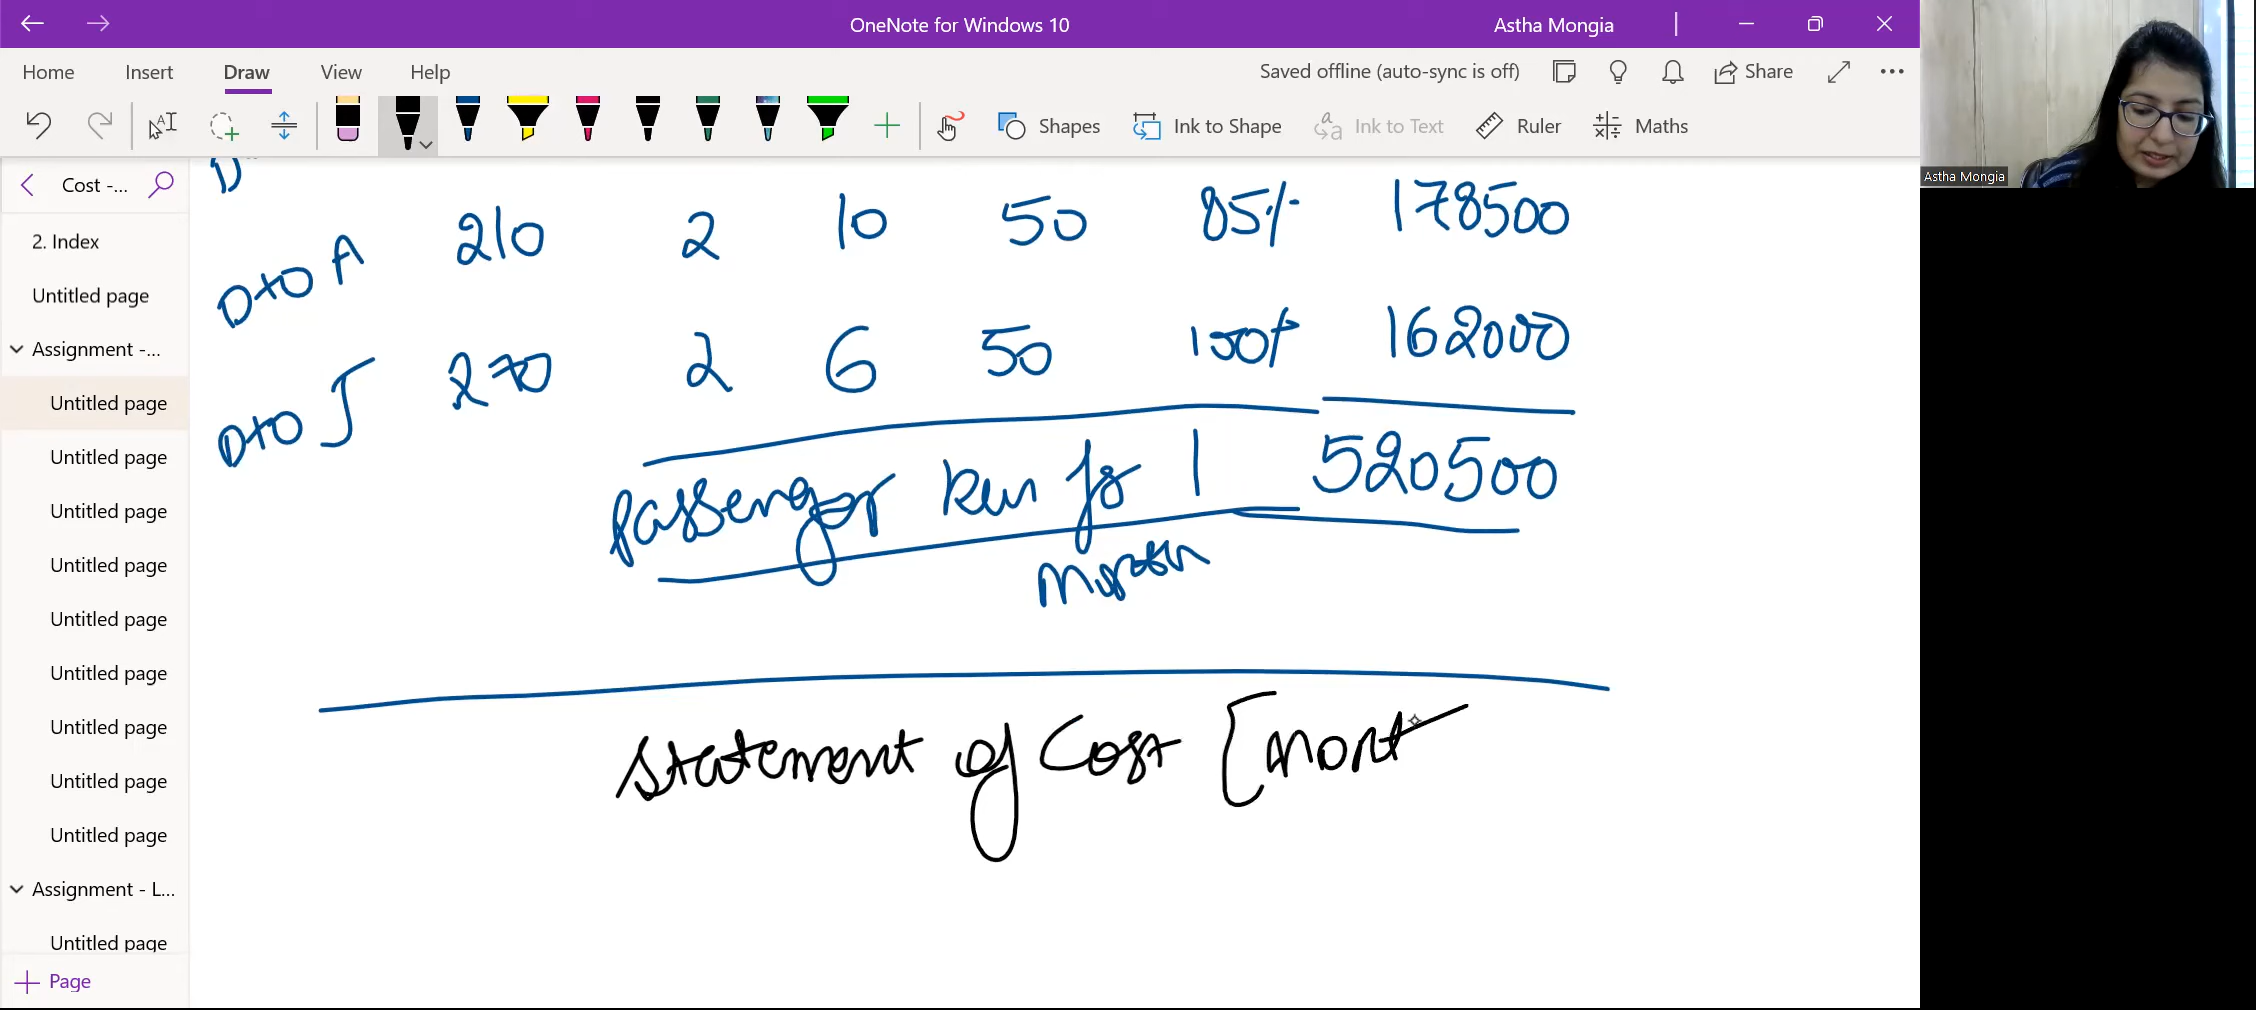 OneNote for Windows 10
Astha Mongia
Home Insert Draw View Help
Saved offline (auto-sync is off) Share
Shapes Ink to Shape Ink to Text Ruler Maths
Astha Mongia
Cost -...
2. Index
Untitled page
Assignment -...
Untitled page
Untitled page
Untitled page
Untitled page
Untitled page
Untitled page
Untitled page
Untitled page
Untitled page
Assignment - L...
Untitled page
Page
D to A 210 2 10 50 85% 178500
D to J 270 2 6 50 100% 162000
passenger km for 1 520500
Month
Statement of Cost [Mont